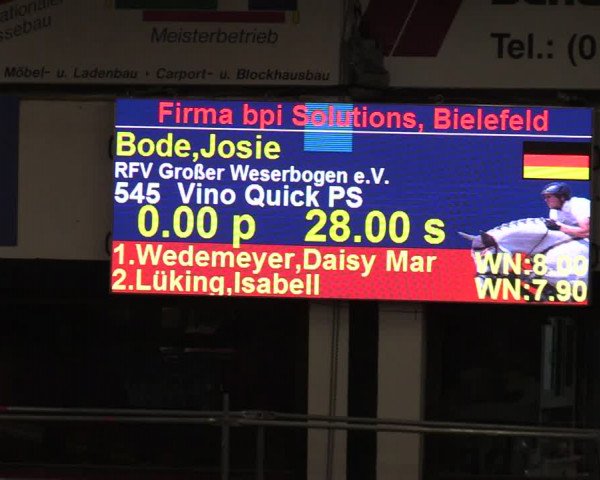 ssebau
Meisterbetrieb
Möbel- u. Ladenbau · Carport- u. Blockhausbau
Tel.: (0
Firma bpi Solutions, Bielefeld
Bode,Josie
RFV Großer Weserbogen e.V.
545 Vino Quick PS
0.00 p 28.00 s
1.Wedemeyer,Daisy Mar WN:8.00
2.Lüking,Isabell WN:7.90